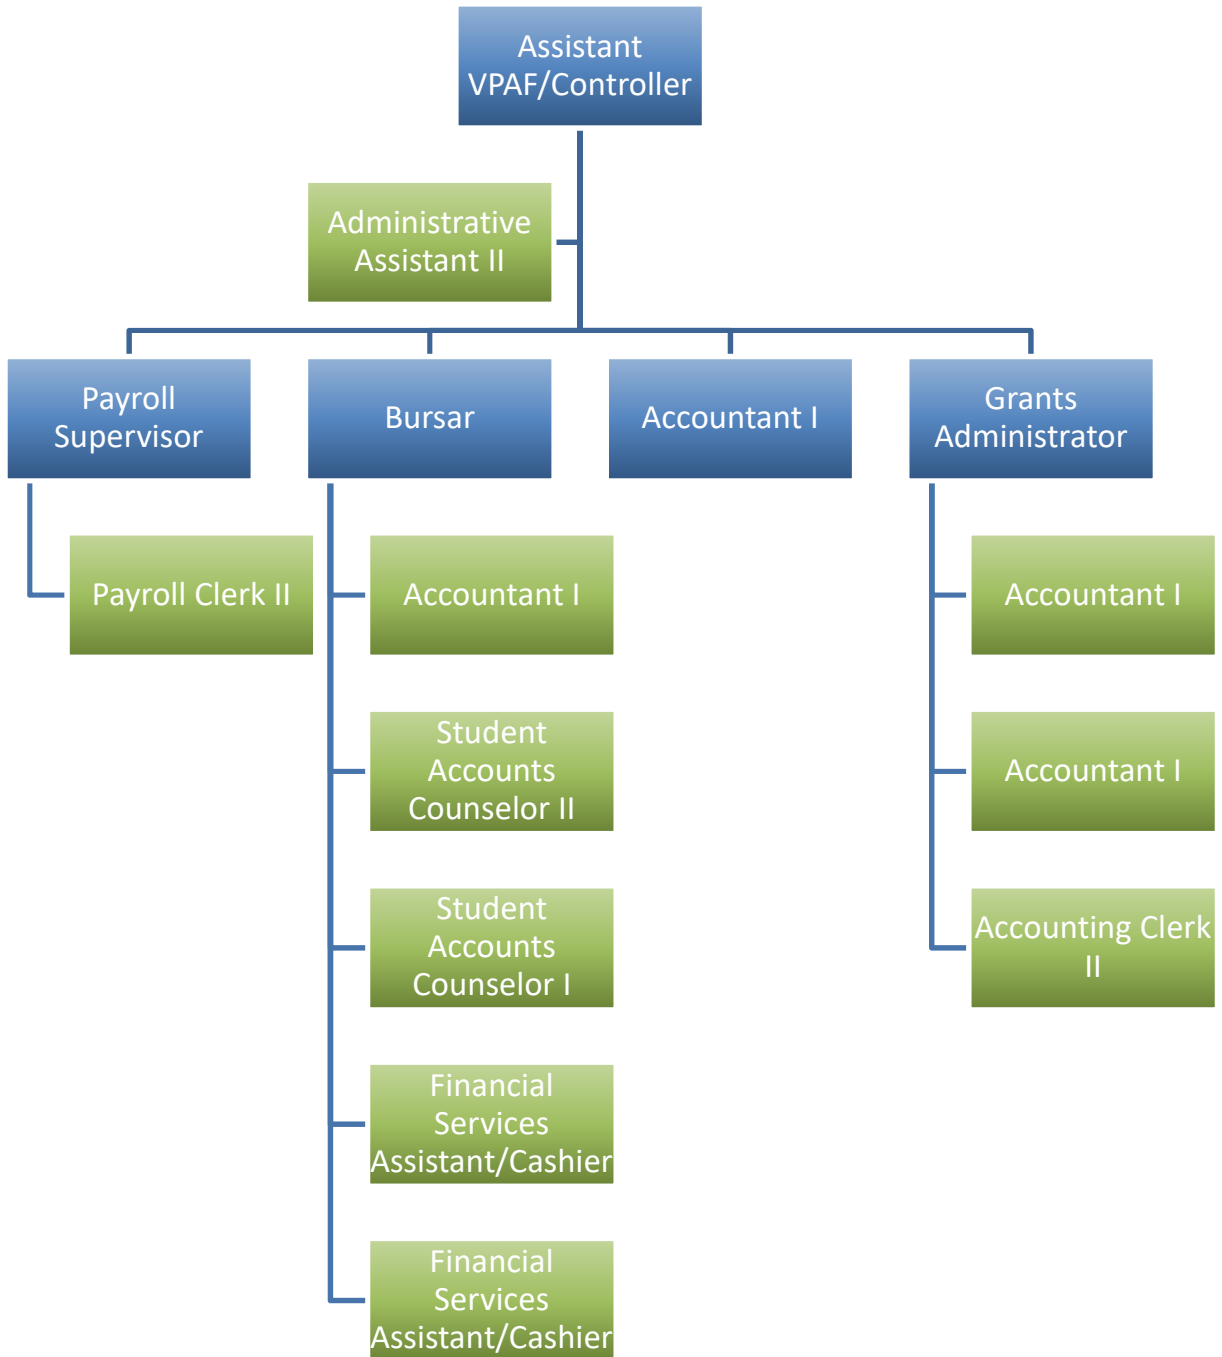 Assistant
VPAF/Controller
Administrative
Assistant II
Payroll
Supervisor
Bursar
Accountant I
Grants
Administrator
Payroll Clerk II
Accountant I
Student
Accounts
Counselor II
Student
Accounts
Counselor I
Financial
Services
Assistant/Cashier
Financial
Services
Assistant/Cashier
Accountant I
Accountant I
Accounting Clerk
II